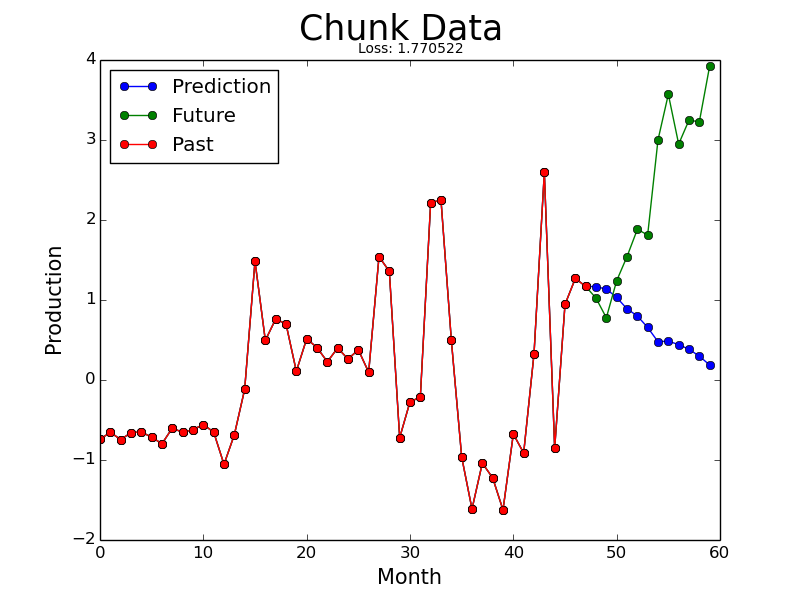 Chunk Data
Loss: 1.770522
Prediction
Future
Past
4
3
2
1
0
−1
−2
Production
0 10 20 30 40 50 60
Month